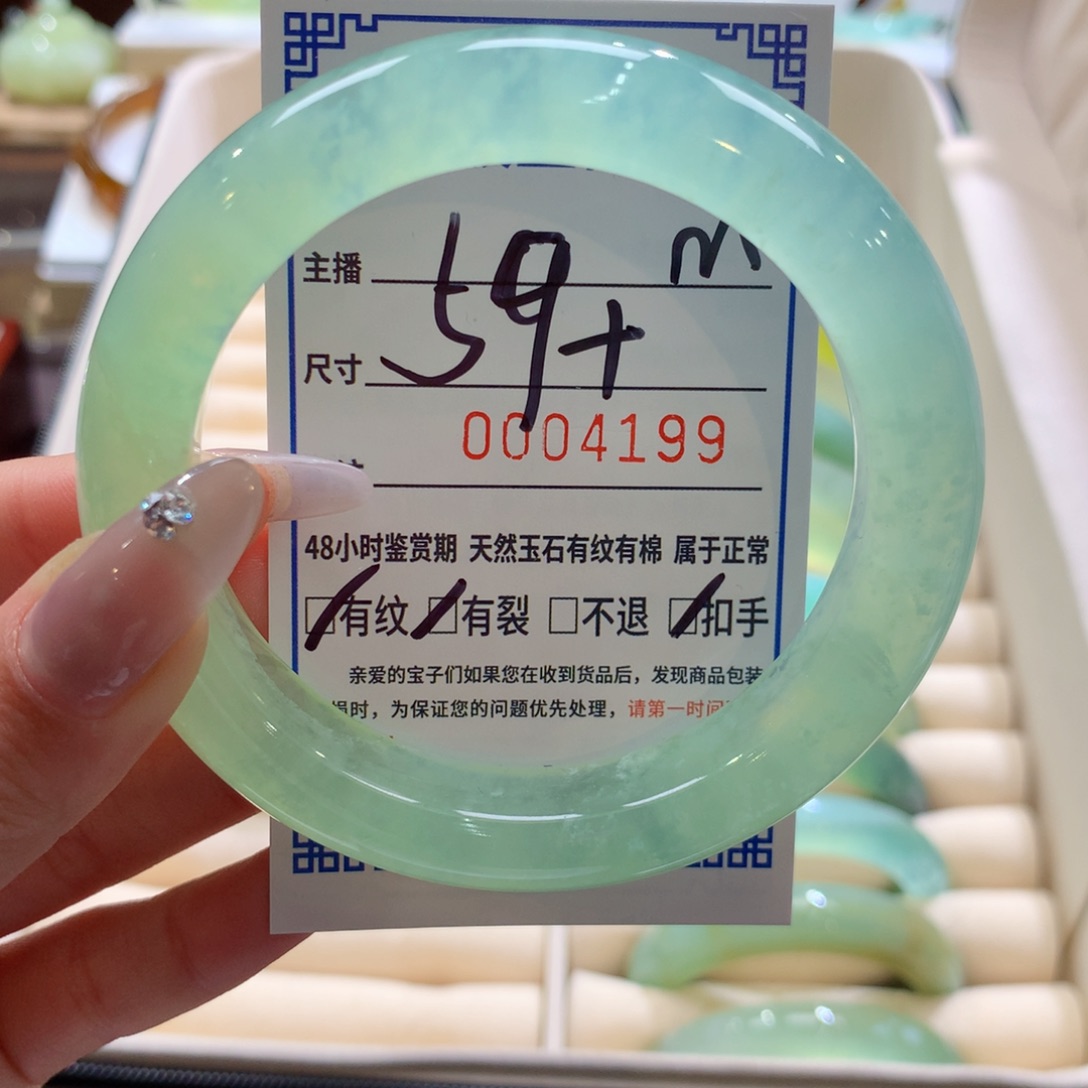 主播 m
尺寸 59+
0004199
48小时鉴赏期 天然玉石有纹有棉 属于正常
□有纹 □有裂 □不退 □扣手
亲爱的宝子们如果您在收到货品后，发现商品包装
损时，为保证您的问题优先处理，请第一时间